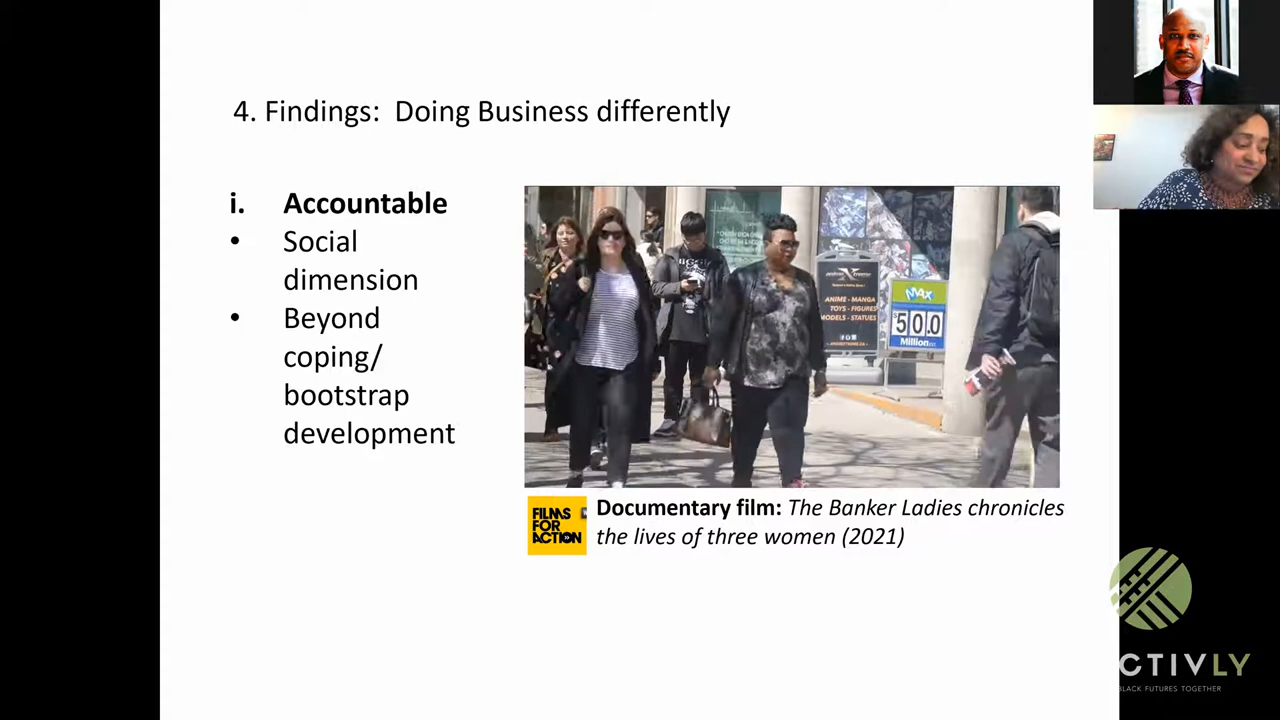 4. Findings:  Doing Business differently
i. Accountable
• Social
dimension
• Beyond
coping/
bootstrap
development
ANIME - MANGA
TOYS - FIGURES
MODELS - STATUES
MAX
$50.0
Million
FILMS
FOR
ACTION
Documentary film: The Banker Ladies chronicles
the lives of three women (2021)
CTIVLY
BLACK FUTURES TOGETHER